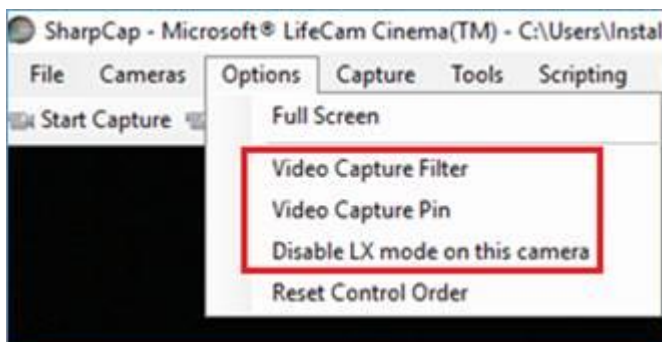 SharpCap - Microsoft® LifeCam Cinema(TM) - C:\Users\Instal
File Cameras Options Capture Tools Scripting
Start Capture
Full Screen
Video Capture Filter
Video Capture Pin
Disable LX mode on this camera
Reset Control Order